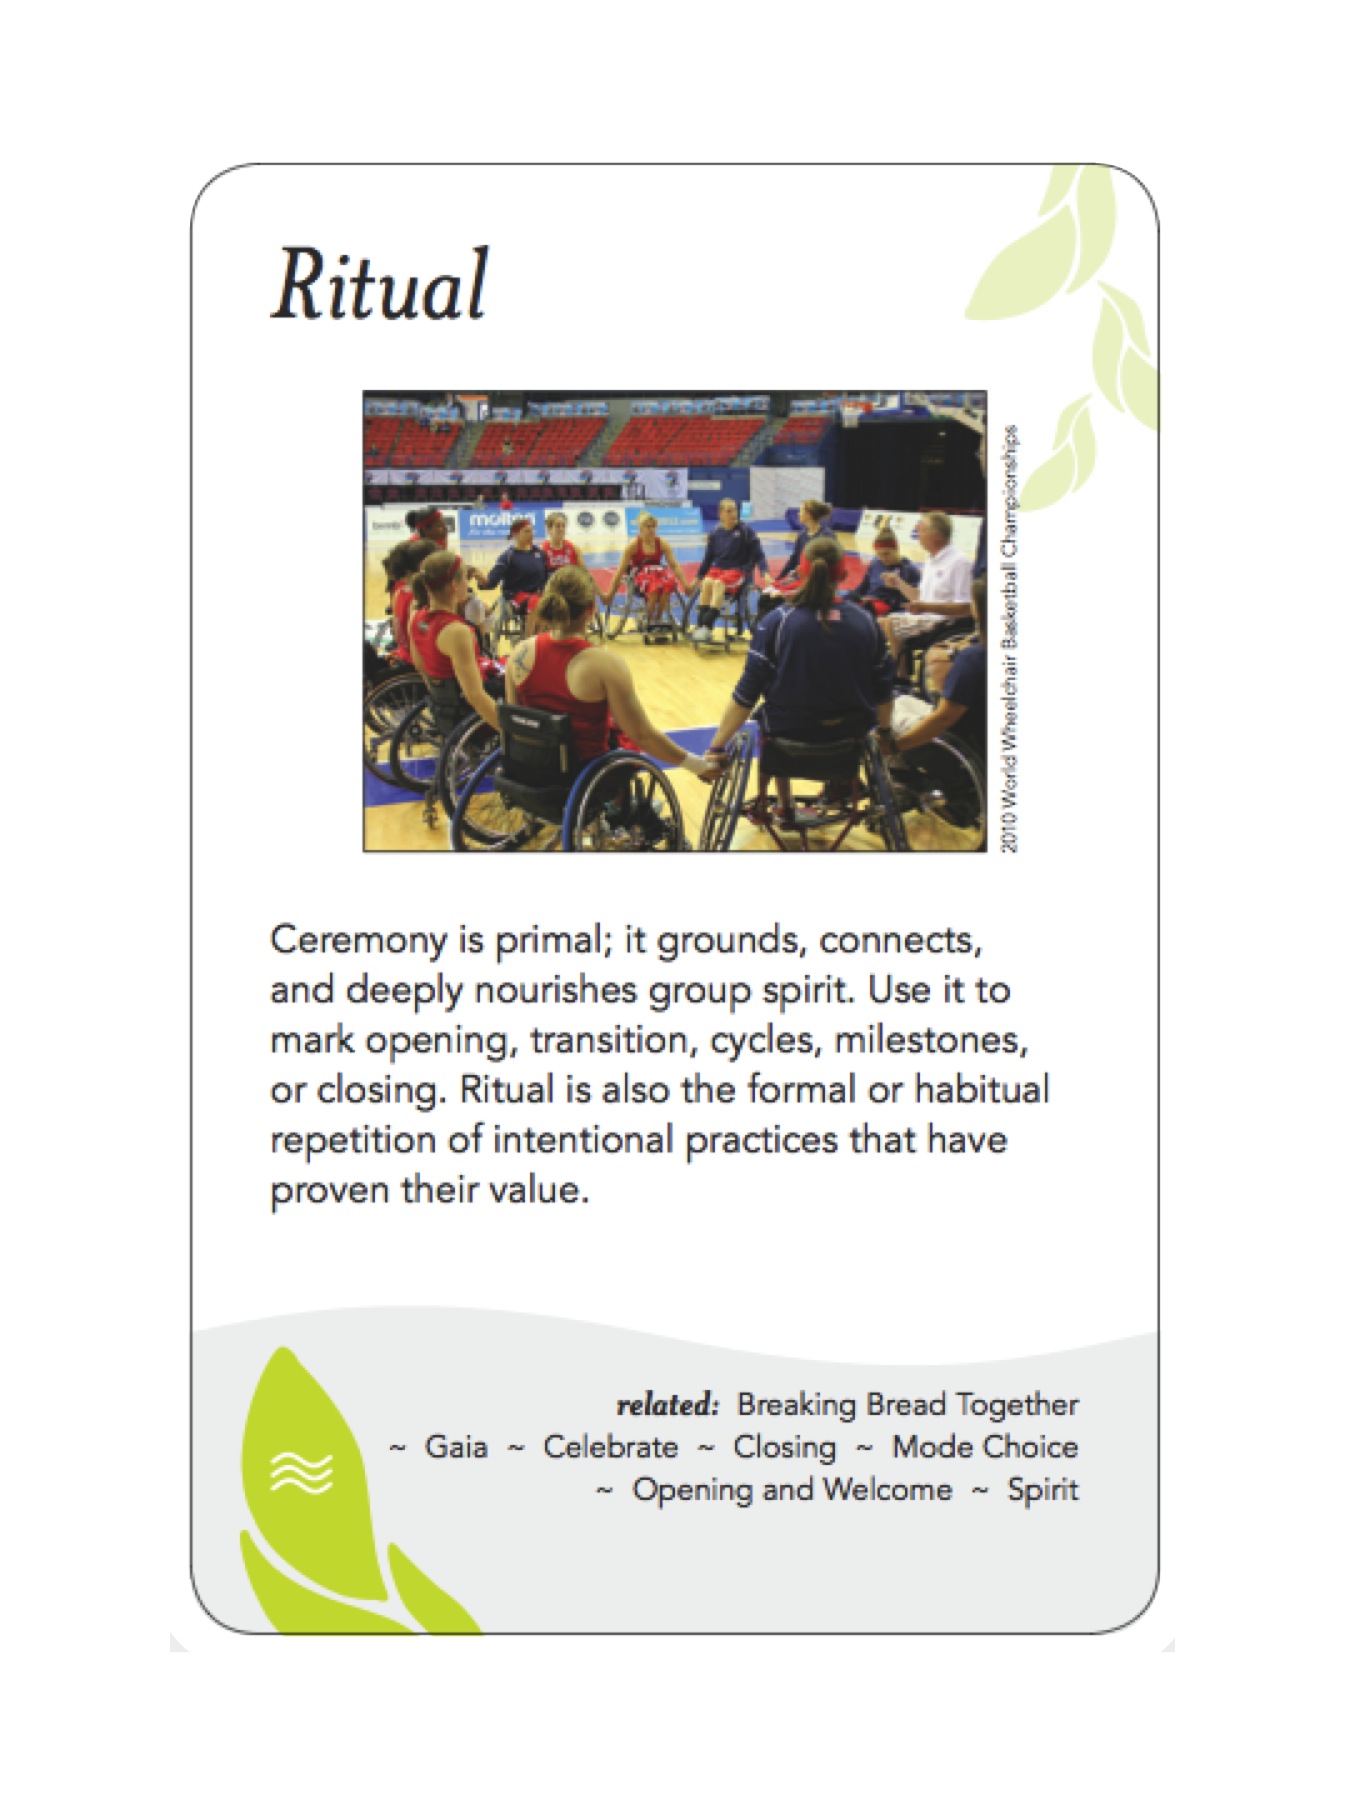 Ritual
molten
2010 World Wheelchair Basketball Championships
Ceremony is primal; it grounds, connects,
and deeply nourishes group spirit. Use it to
mark opening, transition, cycles, milestones,
or closing. Ritual is also the formal or habitual
repetition of intentional practices that have
proven their value.
related: Breaking Bread Together
~ Gaia ~ Celebrate ~ Closing ~ Mode Choice
~ Opening and Welcome ~ Spirit